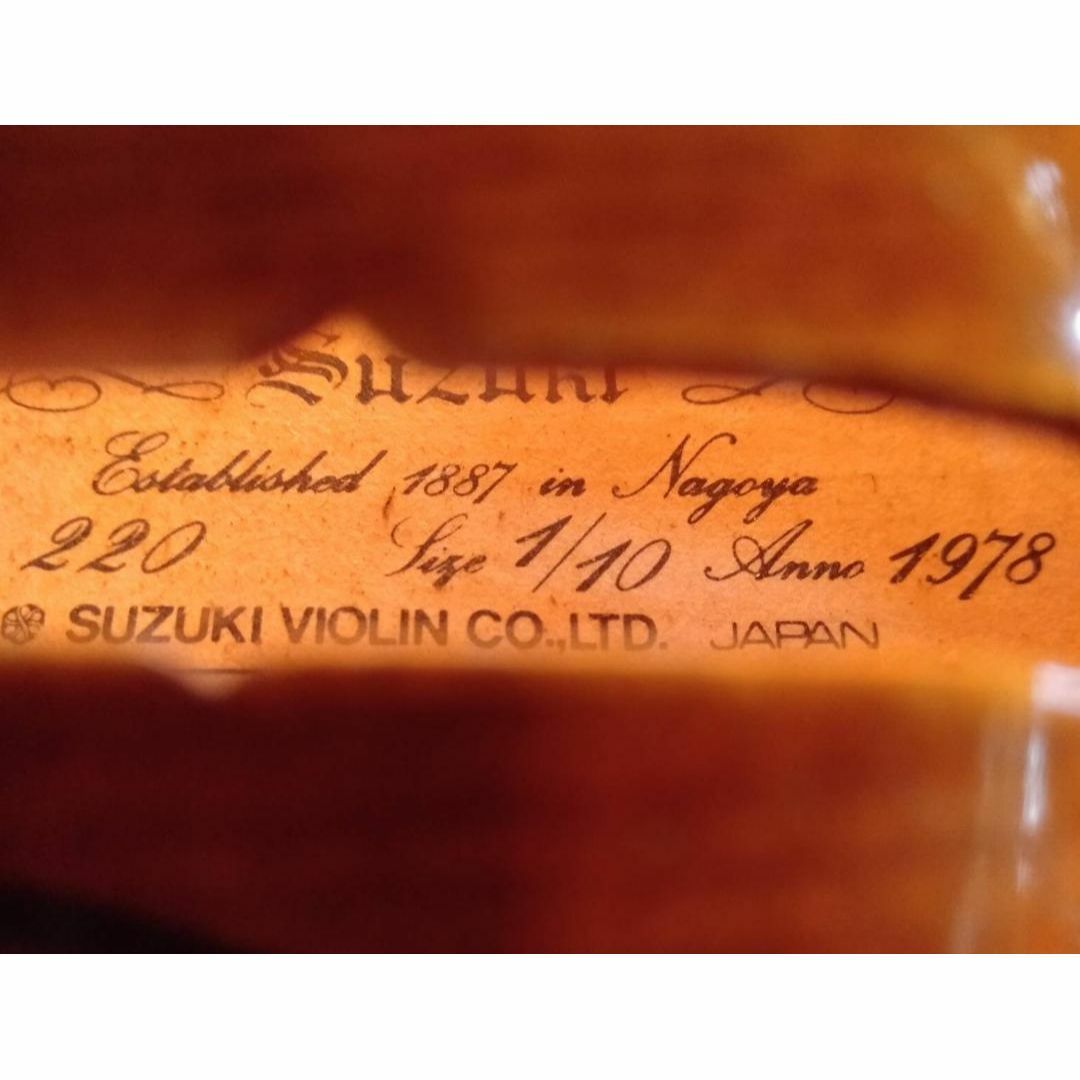 Suzuki
Established 1887 in Nagoya
220 Size 1/10 Anno 1978
SUZUKI VIOLIN CO.,LTD. JAPAN